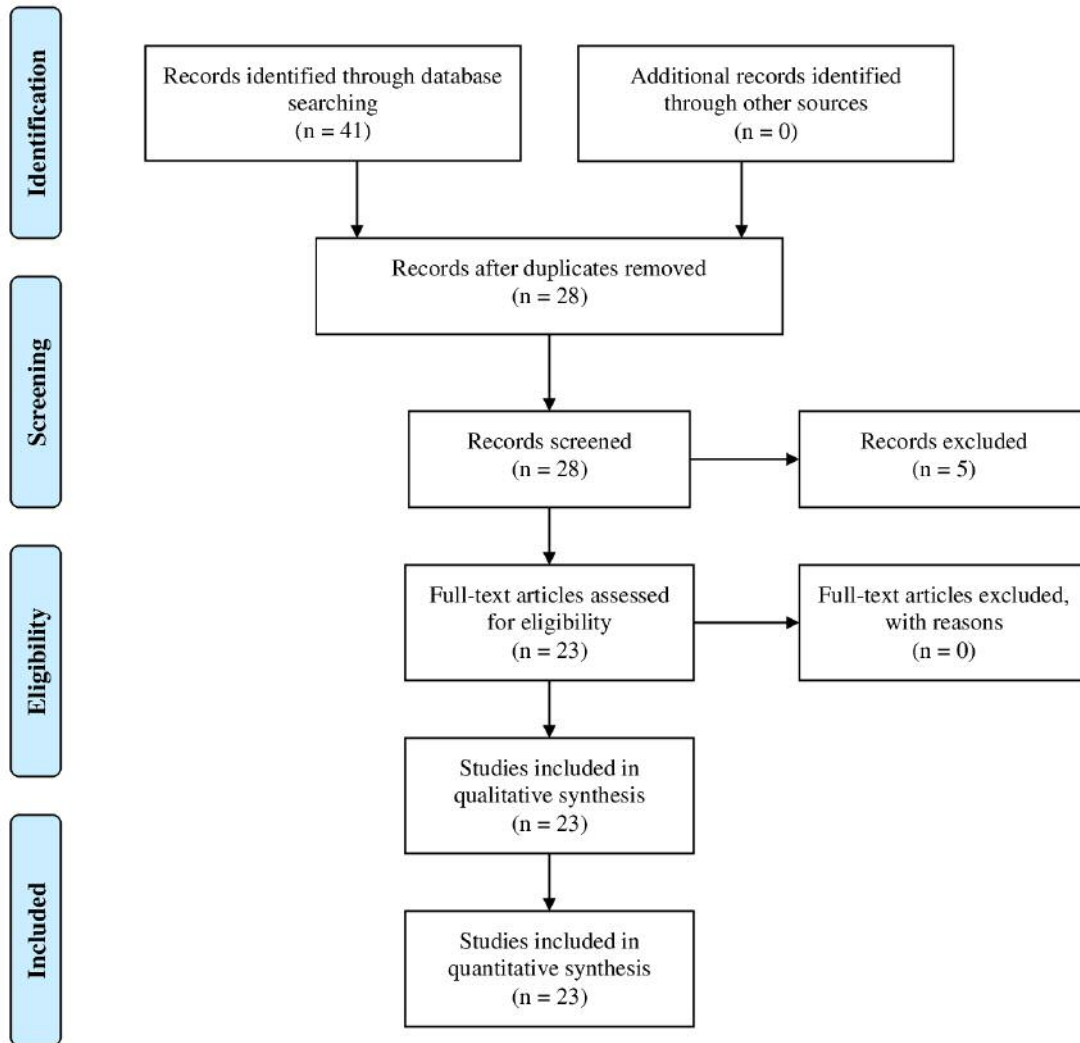 Identification
Records identified through database
searching
(n = 41)
Additional records identified
through other sources
(n = 0)
Records after duplicates removed
(n = 28)
Screening
Records screened
(n = 28)
Records excluded
(n = 5)
Eligibility
Full-text articles assessed
for eligibility
(n = 23)
Full-text articles excluded,
with reasons
(n = 0)
Studies included in
qualitative synthesis
(n = 23)
Included
Studies included in
quantitative synthesis
(n = 23)